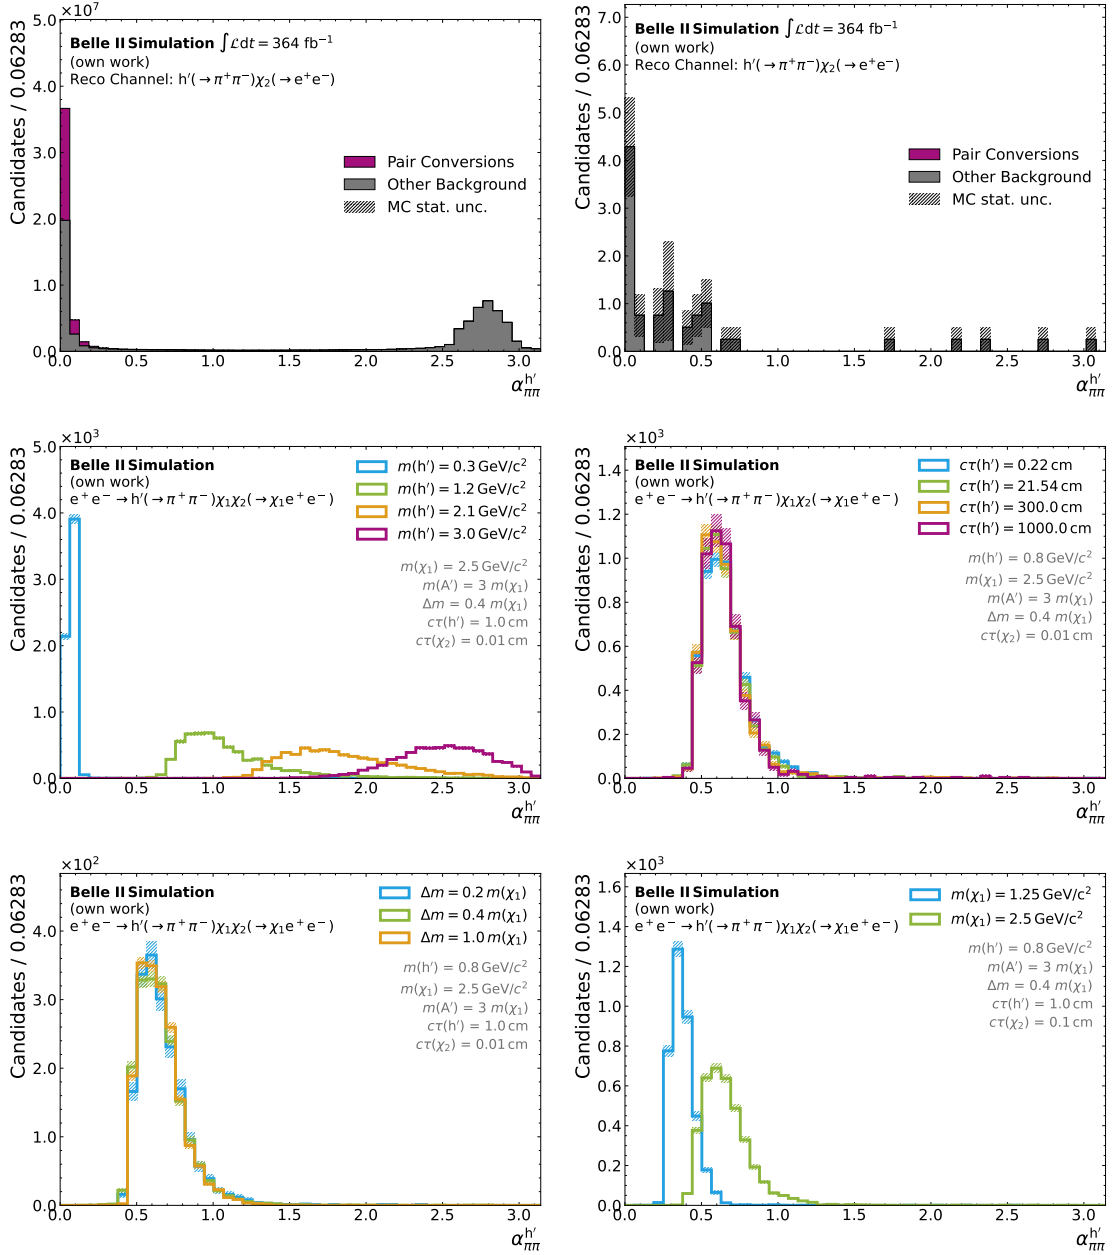 ×10⁷
5.0
4.0
3.0
2.0
1.0
0.0
Candidates / 0.06283
Belle II Simulation ∫ℒdt = 364 fb⁻¹
(own work)
Reco Channel: h′(→π⁺π⁻)χ₂(→e⁺e⁻)
Pair Conversions
Other Background
MC stat. unc.
0.0 0.5 1.0 1.5 2.0 2.5 3.0
α^{h′}_{ππ}
7.0
6.0
5.0
4.0
3.0
2.0
1.0
0.0
Candidates / 0.06283
Belle II Simulation ∫ℒdt = 364 fb⁻¹
(own work)
Reco Channel: h′(→π⁺π⁻)χ₂(→e⁺e⁻)
Pair Conversions
Other Background
MC stat. unc.
0.0 0.5 1.0 1.5 2.0 2.5 3.0
α^{h′}_{ππ}
×10³
5.0
4.0
3.0
2.0
1.0
0.0
Candidates / 0.06283
Belle II Simulation
(own work)
e⁺e⁻→h′(→π⁺π⁻)χ₁χ₂(→χ₁e⁺e⁻)
m(h′) = 0.3 GeV/c²
m(h′) = 1.2 GeV/c²
m(h′) = 2.1 GeV/c²
m(h′) = 3.0 GeV/c²
m(χ₁) = 2.5 GeV/c²
m(A′) = 3 m(χ₁)
Δm = 0.4 m(χ₁)
cτ(h′) = 1.0 cm
cτ(χ₂) = 0.01 cm
0.0 0.5 1.0 1.5 2.0 2.5 3.0
α^{h′}_{ππ}
×10³
1.4
1.2
1.0
0.8
0.6
0.4
0.2
0.0
Candidates / 0.06283
Belle II Simulation
(own work)
e⁺e⁻→h′(→π⁺π⁻)χ₁χ₂(→χ₁e⁺e⁻)
cτ(h′) = 0.22 cm
cτ(h′) = 21.54 cm
cτ(h′) = 300.0 cm
cτ(h′) = 1000.0 cm
m(h′) = 0.8 GeV/c²
m(χ₁) = 2.5 GeV/c²
m(A′) = 3 m(χ₁)
Δm = 0.4 m(χ₁)
cτ(χ₂) = 0.01 cm
0.0 0.5 1.0 1.5 2.0 2.5 3.0
α^{h′}_{ππ}
×10²
4.0
3.0
2.0
1.0
0.0
Candidates / 0.06283
Belle II Simulation
(own work)
e⁺e⁻→h′(→π⁺π⁻)χ₁χ₂(→χ₁e⁺e⁻)
Δm = 0.2 m(χ₁)
Δm = 0.4 m(χ₁)
Δm = 1.0 m(χ₁)
m(h′) = 0.8 GeV/c²
m(χ₁) = 2.5 GeV/c²
m(A′) = 3 m(χ₁)
cτ(h′) = 1.0 cm
cτ(χ₂) = 0.01 cm
0.0 0.5 1.0 1.5 2.0 2.5 3.0
α^{h′}_{ππ}
×10³
1.6
1.4
1.2
1.0
0.8
0.6
0.4
0.2
0.0
Candidates / 0.06283
Belle II Simulation
(own work)
e⁺e⁻→h′(→π⁺π⁻)χ₁χ₂(→χ₁e⁺e⁻)
m(χ₁) = 1.25 GeV/c²
m(χ₁) = 2.5 GeV/c²
m(h′) = 0.8 GeV/c²
m(A′) = 3 m(χ₁)
Δm = 0.4 m(χ₁)
cτ(h′) = 1.0 cm
cτ(χ₂) = 0.1 cm
0.0 0.5 1.0 1.5 2.0 2.5 3.0
α^{h′}_{ππ}